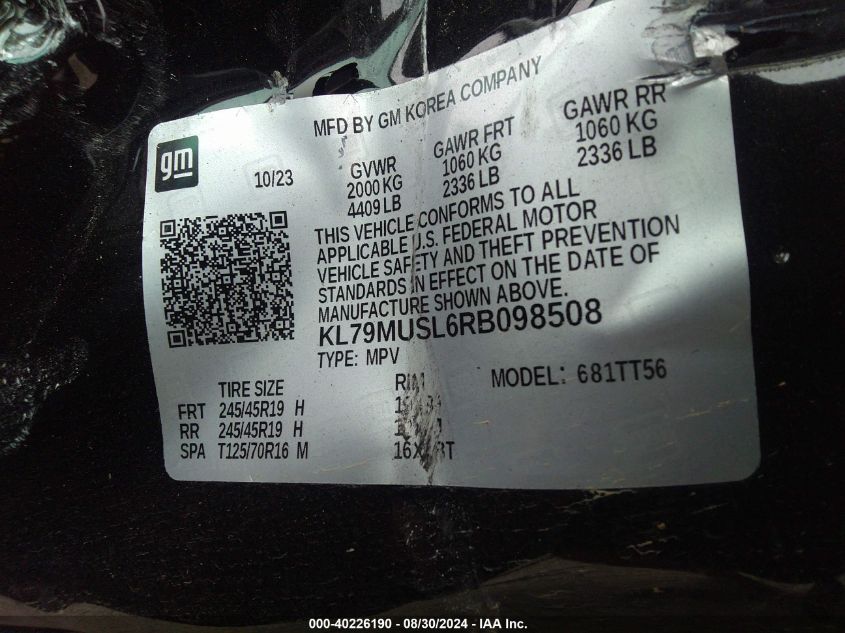 MFD BY GM KOREA COMPANY
gm
10/23
GVWR GAWR FRT GAWR RR
2000 KG 1060 KG 1060 KG
4409 LB 2336 LB 2336 LB
THIS VEHICLE CONFORMS TO ALL
APPLICABLE U.S. FEDERAL MOTOR
VEHICLE SAFETY AND THEFT PREVENTION
STANDARDS IN EFFECT ON THE DATE OF
MANUFACTURE SHOWN ABOVE.
KL79MUSL6RB098508
TYPE: MPV MODEL: 681TT56
TIRE SIZE
FRT 245/45R19 H
RR 245/45R19 H
SPA T125/70R16 M
000-40226190 - 08/30/2024 - IAA Inc.